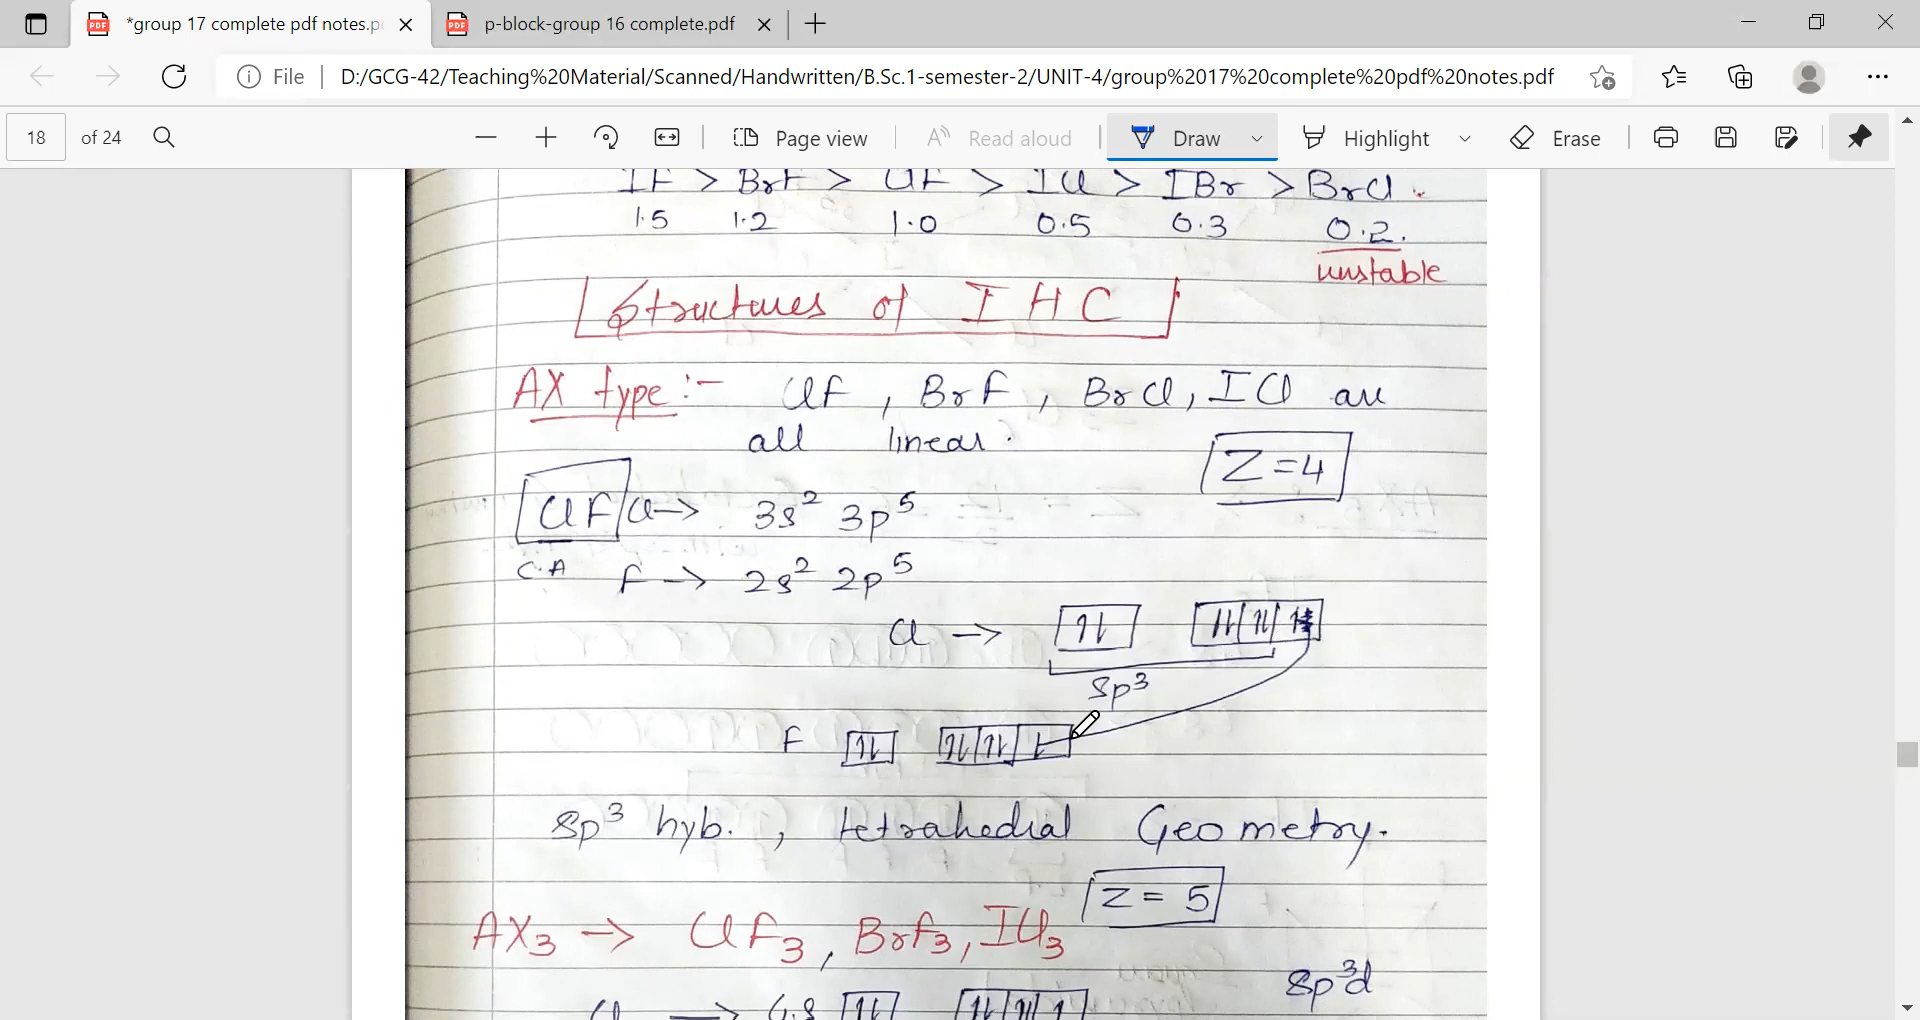 *group 17 complete pdf notes.p
p-block-group 16 complete.pdf
File
D:/GCG-42/Teaching%20Material/Scanned/Handwritten/B.Sc.1-semester-2/UNIT-4/group%2017%20complete%20pdf%20notes.pdf
18 of 24
Page view
Read aloud
Draw
Highlight
Erase
IF > BrF > ClF > ICl > IBr > BrCl.
1.5 1.2 1.0 0.5 0.3 0.2.
unstable
Structures of IHC
AX type :- ClF, BrF, BrCl, ICl are
all linear.
Z=4
ClF Cl -> 3s² 3p⁵
C.A F -> 2s² 2p⁵
Cl ->
sp³
F
sp³ hyb. , tetrahedral Geometry.
Z = 5
AX₃ -> ClF₃, BrF₃, ICl₃
sp³d